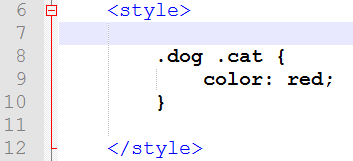 6 <style>
7
8 .dog .cat {
9 color: red;
10 }
11
12 </style>